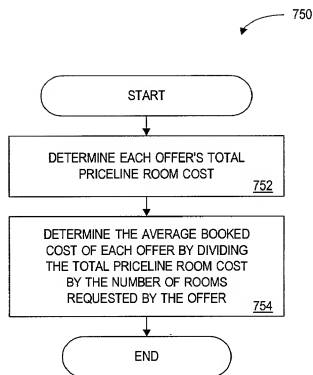 750
START
DETERMINE EACH OFFER'S TOTAL
PRICELINE ROOM COST
752
DETERMINE THE AVERAGE BOOKED
COST OF EACH OFFER BY DIVIDING
THE TOTAL PRICELINE ROOM COST
BY THE NUMBER OF ROOMS
REQUESTED BY THE OFFER
754
END